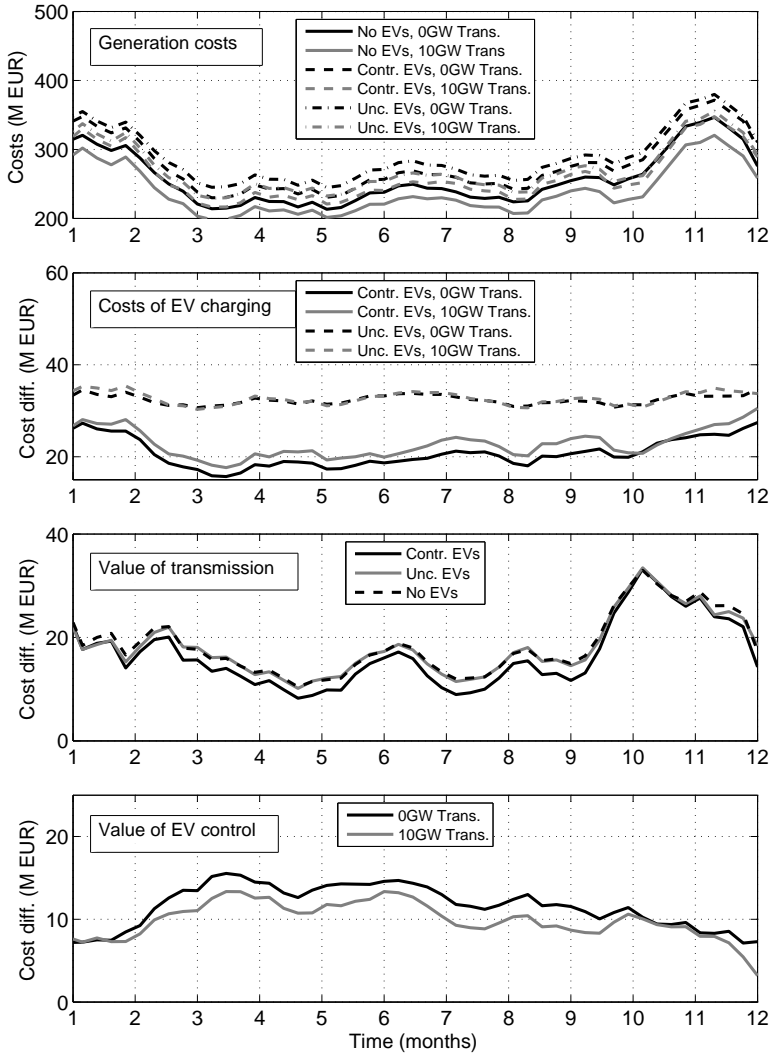 500
400
300
200
Costs (M EUR)
Generation costs
No EVs, 0GW Trans.
No EVs, 10GW Trans
Contr. EVs, 0GW Trans.
Contr. EVs, 10GW Trans.
Unc. EVs, 0GW Trans.
Unc. EVs, 10GW Trans.
1 2 3 4 5 6 7 8 9 10 11 12
60
40
20
Cost diff. (M EUR)
Costs of EV charging
Contr. EVs, 0GW Trans.
Contr. EVs, 10GW Trans.
Unc. EVs, 0GW Trans.
Unc. EVs, 10GW Trans.
1 2 3 4 5 6 7 8 9 10 11 12
40
20
0
Cost diff. (M EUR)
Value of transmission
Contr. EVs
Unc. EVs
No EVs
1 2 3 4 5 6 7 8 9 10 11 12
20
10
0
Cost diff. (M EUR)
Value of EV control
0GW Trans.
10GW Trans.
1 2 3 4 5 6 7 8 9 10 11 12
Time (months)